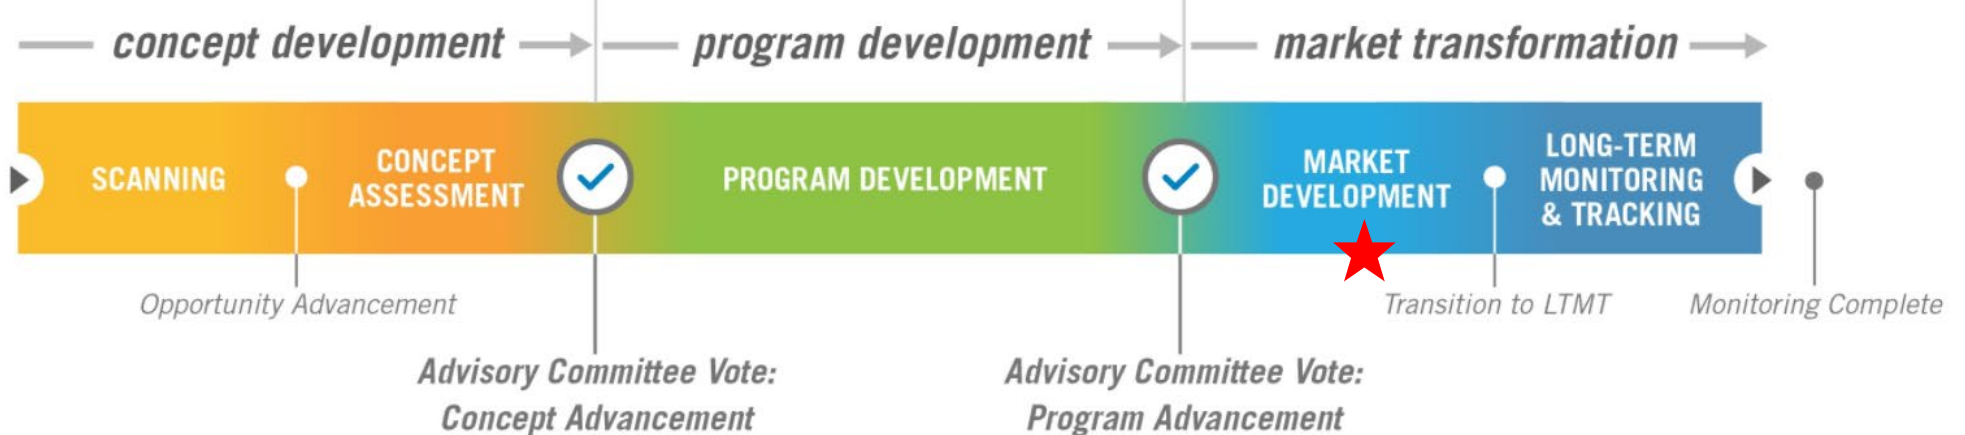 concept development
program development
market transformation
SCANNING
CONCEPT
ASSESSMENT
PROGRAM DEVELOPMENT
MARKET
DEVELOPMENT
LONG-TERM
MONITORING
& TRACKING
Opportunity Advancement
Transition to LTMT
Monitoring Complete
Advisory Committee Vote:
Concept Advancement
Advisory Committee Vote:
Program Advancement